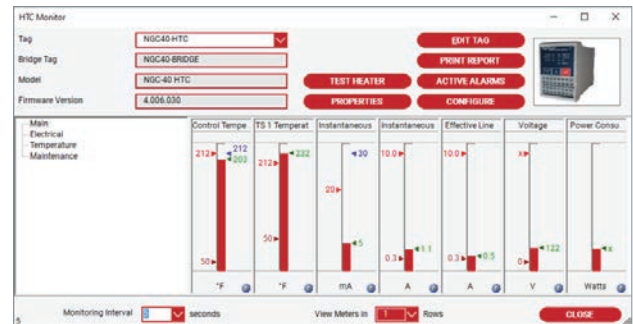 HTC Monitor
Tag NGC40-HTC EDIT TAG
Bridge Tag NGC40-BRIDGE PRINT REPORT
Model NGC-40 HTC TEST HEATER ACTIVE ALARMS
Firmware Version 4.006.030 PROPERTIES CONFIGURE
Main
Electrical
Temperature
Maintenance
Control Tempe TS 1 Temperat Instantaneous Instantaneous Effective Line Voltage Power Consu
212 212 203 50 °F
232 212 50 °F
30 20 5 mA
10.0 1.1 0.3 A
10.0 0.5 0.3 A
x 122 0 V
x Watts
5 Monitoring Interval seconds View Meters in 1 Rows CLOSE